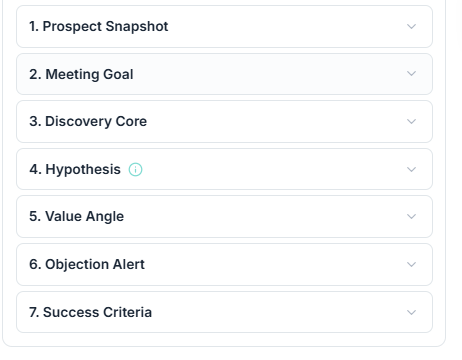 1. Prospect Snapshot
2. Meeting Goal
3. Discovery Core
4. Hypothesis
5. Value Angle
6. Objection Alert
7. Success Criteria